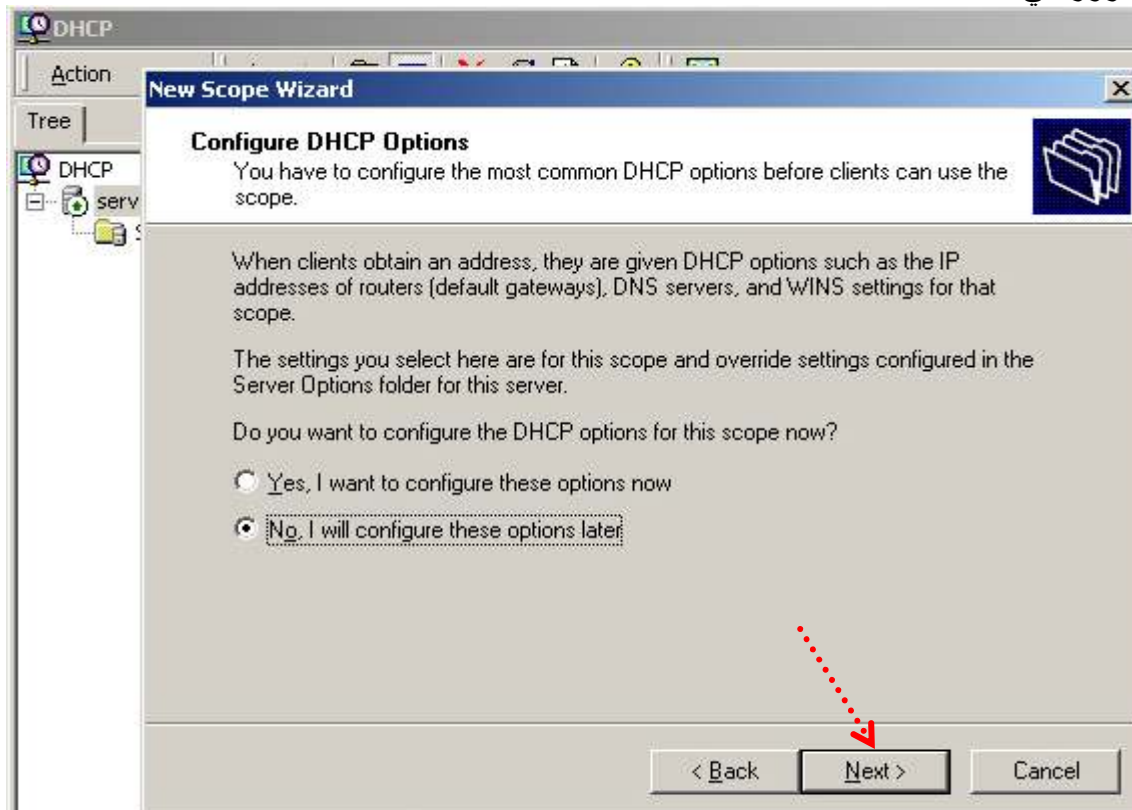 DHCP
Action
New Scope Wizard
Tree
Configure DHCP Options
You have to configure the most common DHCP options before clients can use the
scope.
DHCP
serv
When clients obtain an address, they are given DHCP options such as the IP
addresses of routers (default gateways), DNS servers, and WINS settings for that
scope.
The settings you select here are for this scope and override settings configured in the
Server Options folder for this server.
Do you want to configure the DHCP options for this scope now?
Yes, I want to configure these options now
No, I will configure these options later
< Back
Next >
Cancel